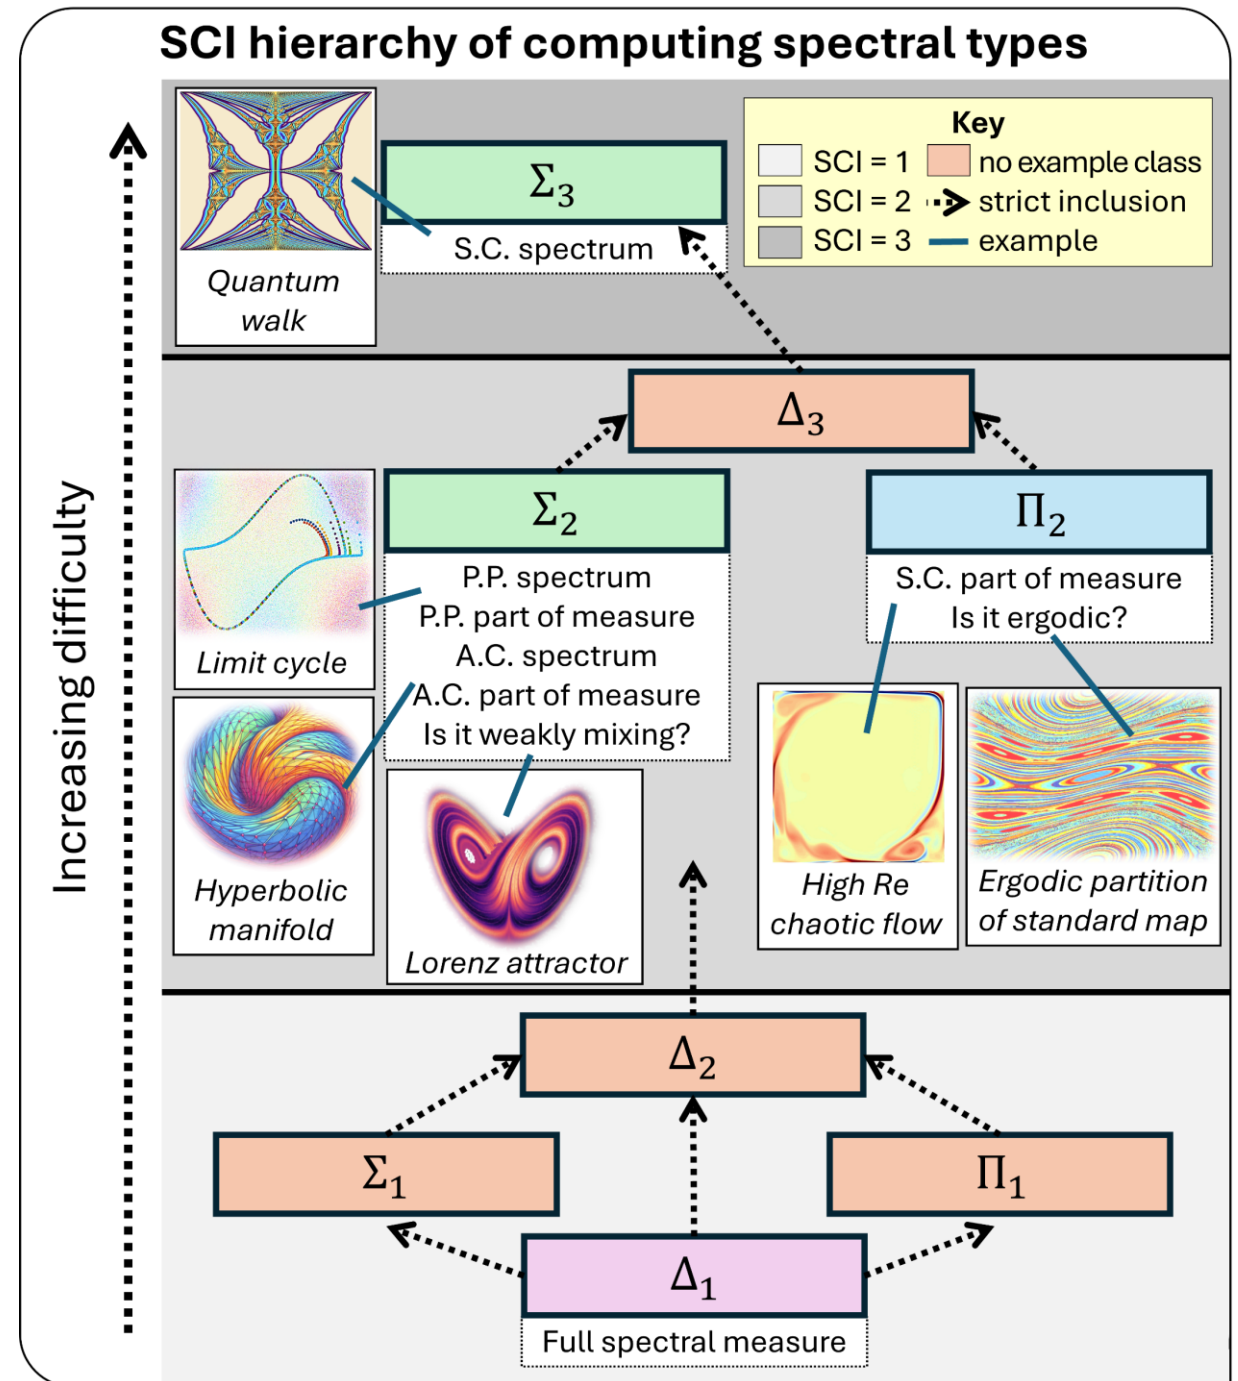 SCI hierarchy of computing spectral types
Increasing difficulty
Quantum
walk
Σ₃
S.C. spectrum
Key
SCI = 1
no example class
SCI = 2
strict inclusion
SCI = 3
example
Δ₃
Limit cycle
Σ₂
P.P. spectrum
P.P. part of measure
A.C. spectrum
A.C. part of measure
Is it weakly mixing?
Π₂
S.C. part of measure
Is it ergodic?
Hyperbolic
manifold
Lorenz attractor
High Re
chaotic flow
Ergodic partition
of standard map
Δ₂
Σ₁
Π₁
Δ₁
Full spectral measure